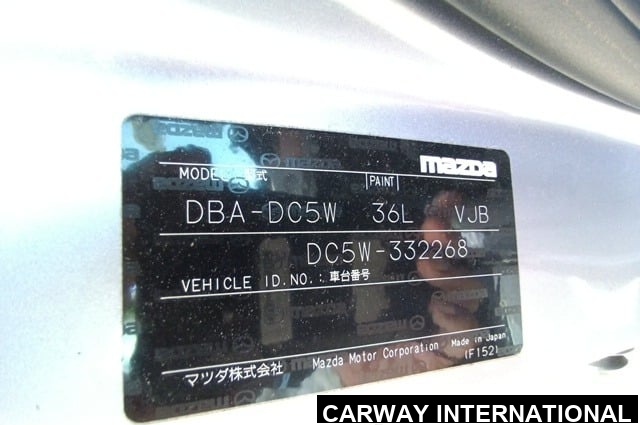 mazda
MODEL 型式 PAINT
DBA-DC5W 36L VJB
DC5W-332268
VEHICLE ID.NO.:車台番号
マツダ株式会社 Mazda Motor Corporation Made in Japan
(F152)
CARWAY INTERNATIONAL